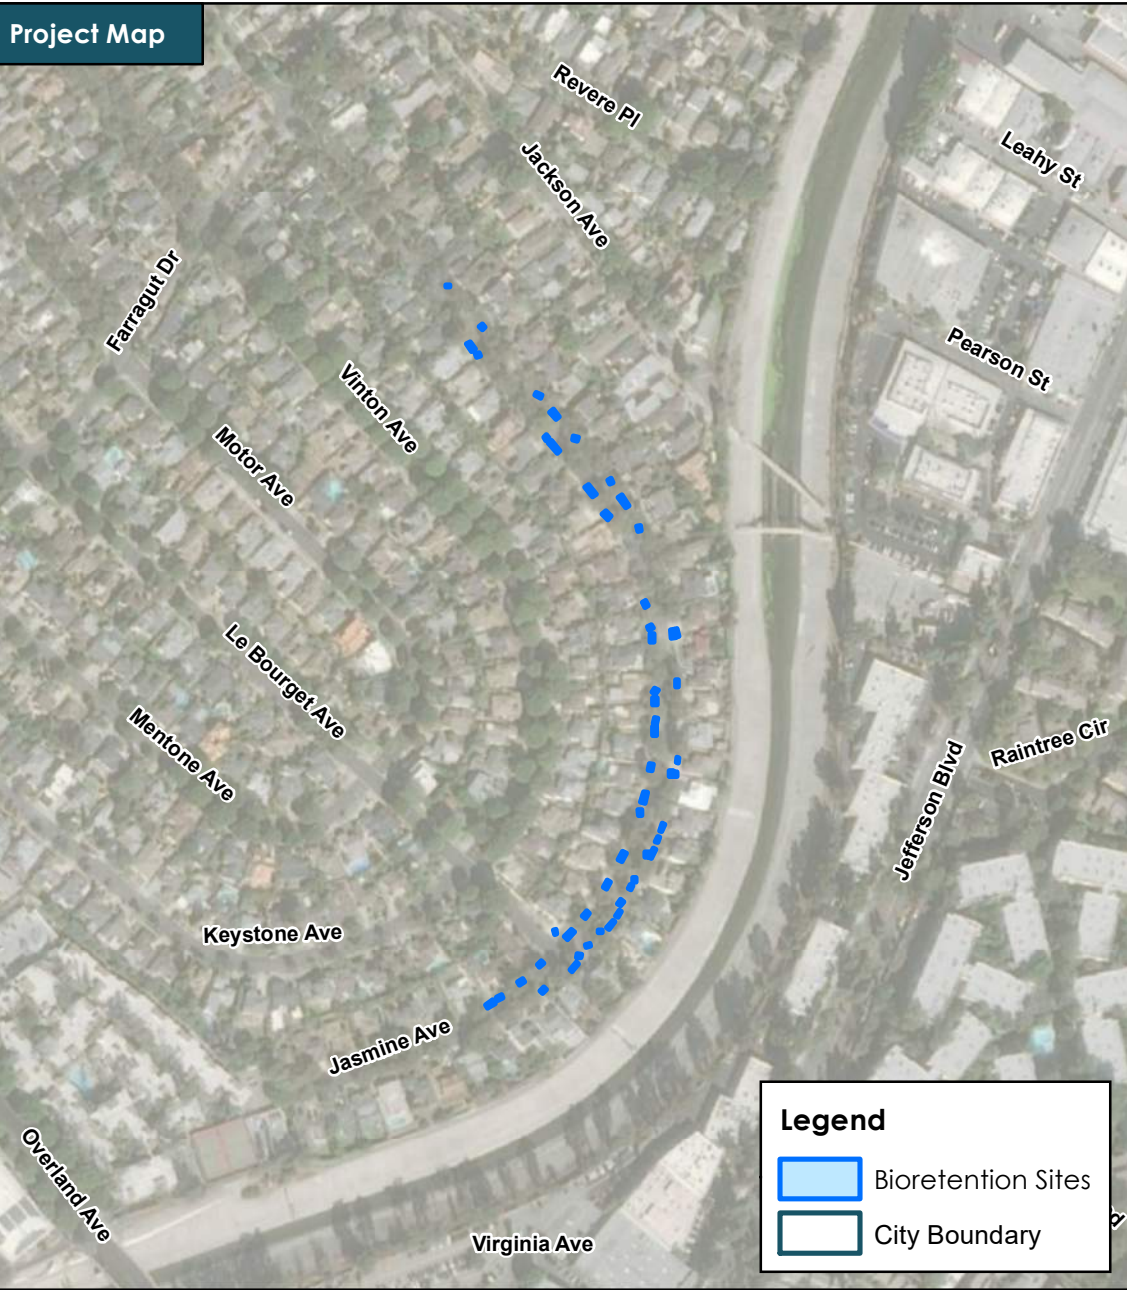 Project Map
Revere Pl
Leahy St
Jackson Ave
Farragut Dr
Pearson St
Vinton Ave
Motor Ave
Le Bourget Ave
Mentone Ave
Raintree Cir
Jefferson Blvd
Keystone Ave
Jasmine Ave
Overland Ave
Virginia Ave
Legend
Bioretention Sites
City Boundary